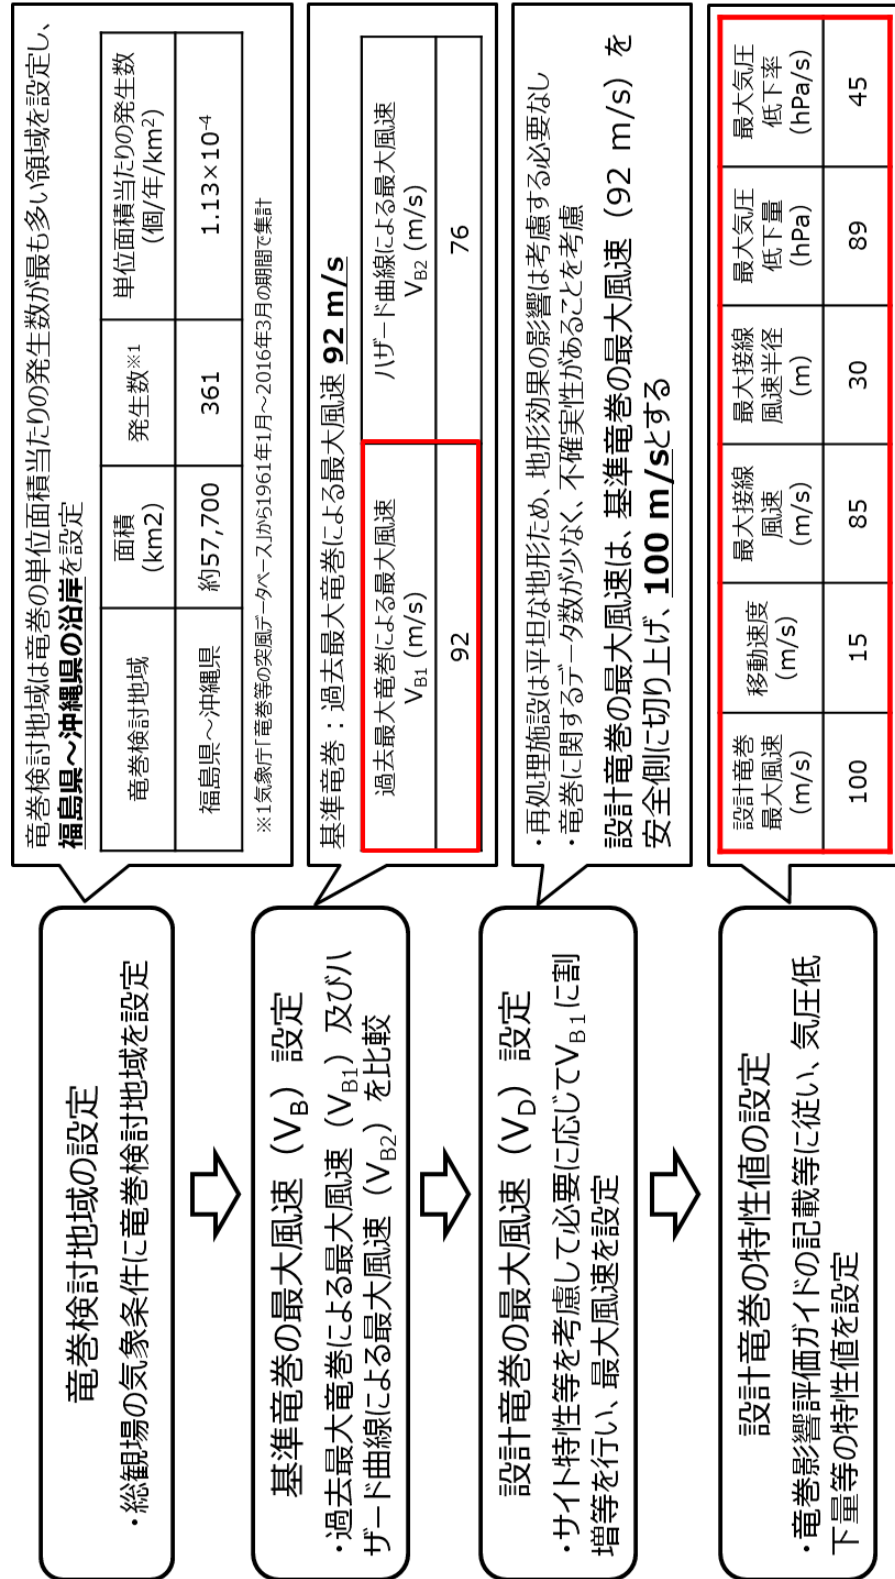 竜巻検討地域の設定
・総観場の気象条件に竜巻検討地域を設定
竜巻検討地域は竜巻の単位面積当たりの発生数が最も多い領域を設定し、
福島県～沖縄県の沿岸を設定
竜巻検討地域 面積 (km2) 発生数※1 単位面積当たりの発生数 (個/年/km²)
福島県～沖縄県 約57,700 361 1.13×10⁻⁴
※1気象庁「竜巻等の突風データベース」から1961年1月～2016年3月の期間で集計
基準竜巻の最大風速（VB）設定
・過去最大竜巻による最大風速（VB1）及びハ
ザード曲線による最大風速（VB2）を比較
基準竜巻：過去最大竜巻による最大風速 92 m/s
過去最大竜巻による最大風速 VB1 (m/s) ハザード曲線による最大風速 VB2 (m/s)
92 76
設計竜巻の最大風速（VD）設定
・サイト特性等を考慮して必要に応じてVB1に割
増等を行い、最大風速を設定
・再処理施設は平坦な地形ため、地形効果の影響は考慮する必要なし
・竜巻に関するデータ数が少なく、不確実性があることを考慮
設計竜巻の最大風速は、基準竜巻の最大風速（92 m/s）を
安全側に切り上げ、100 m/sとする
設計竜巻の特性値の設定
・竜巻影響評価ガイドの記載等に従い、気圧低
下量等の特性値を設定
設計竜巻 最大風速 (m/s) 移動速度 (m/s) 最大接線 風速 (m/s) 最大接線 風速半径 (m) 最大気圧 低下量 (hPa) 最大気圧 低下率 (hPa/s)
100 15 85 30 89 45